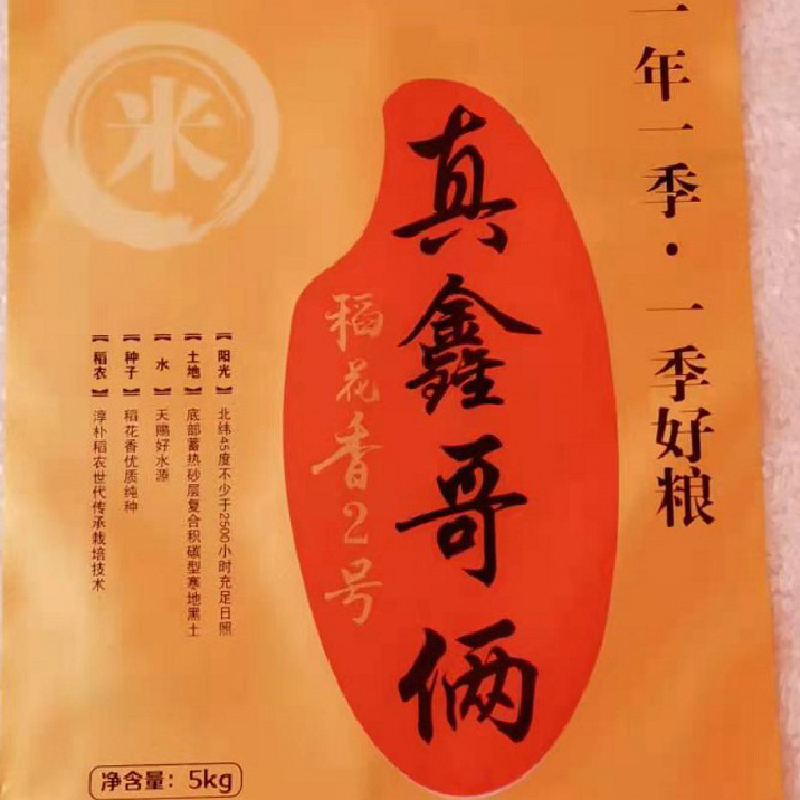 一年一季·一季好粮
真鑫哥俩
稻花香2号
【阳光】北纬45度不少于2500小时充足日照
【土地】底部蓄热砂层复合积碳型寒地黑土
【水】天赐好水源
【种子】稻花香优质纯种
【稻农】淳朴稻农世代传承栽培技术
米
净含量：5kg